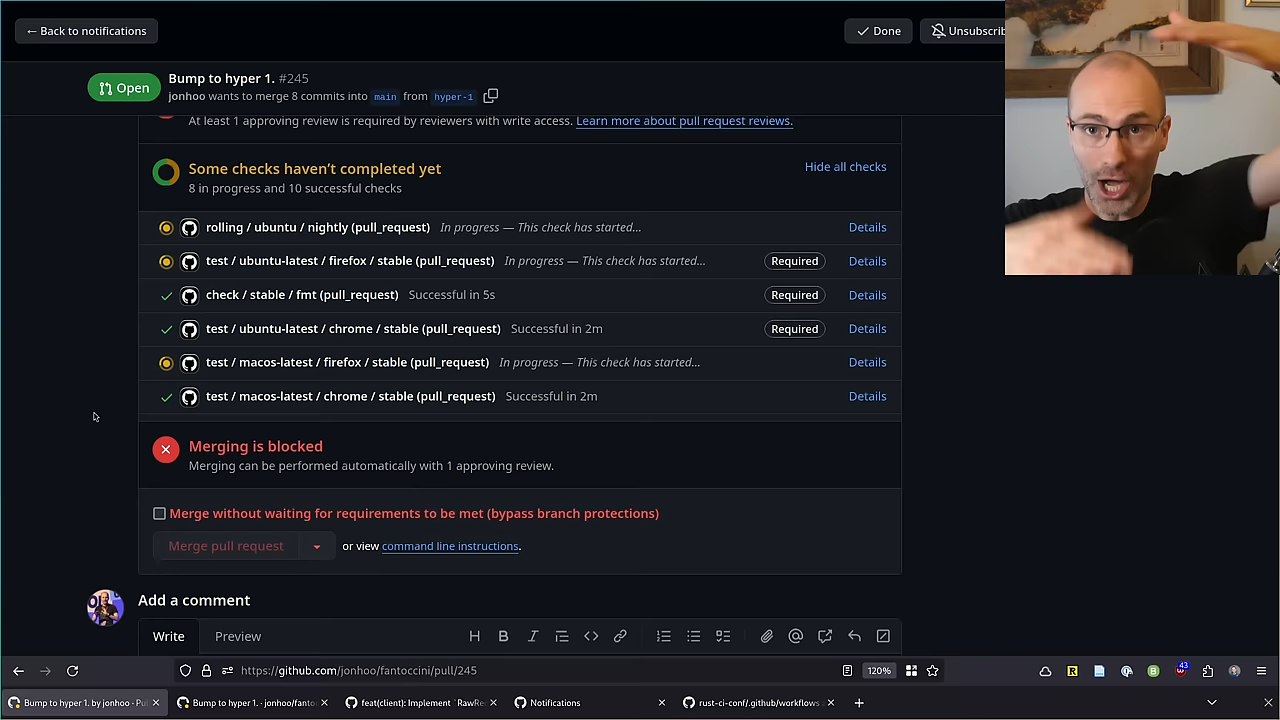 ← Back to notifications
Done
Unsubscrib
Open
Bump to hyper 1. #245
jonhoo wants to merge 8 commits into main from hyper-1
At least 1 approving review is required by reviewers with write access. Learn more about pull request reviews.
Some checks haven't completed yet
Hide all checks
8 in progress and 10 successful checks
rolling / ubuntu / nightly (pull_request) In progress — This check has started... Details
test / ubuntu-latest / firefox / stable (pull_request) In progress — This check has started... Required Details
check / stable / fmt (pull_request) Successful in 5s Required Details
test / ubuntu-latest / chrome / stable (pull_request) Successful in 2m Required Details
test / macos-latest / firefox / stable (pull_request) In progress — This check has started... Details
test / macos-latest / chrome / stable (pull_request) Successful in 2m Details
Merging is blocked
Merging can be performed automatically with 1 approving review.
Merge without waiting for requirements to be met (bypass branch protections)
Merge pull request or view command line instructions.
Add a comment
Write Preview
https://github.com/jonhoo/fantoccini/pull/245 120% 43
Bump to hyper 1. by jonhoo · Pu
Bump to hyper 1. · jonhoo/fanto
feat(client): Implement `RawRe
Notifications
rust-ci-conf/.github/workflows